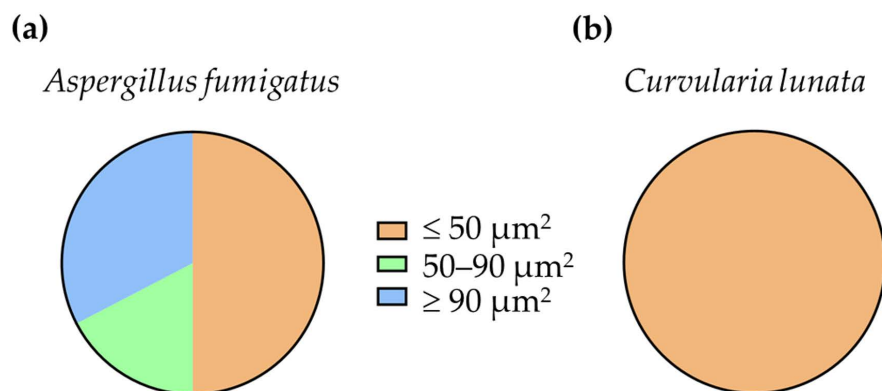 (a)
Aspergillus fumigatus
(b)
Curvularia lunata
≤ 50 μm²
50–90 μm²
≥ 90 μm²